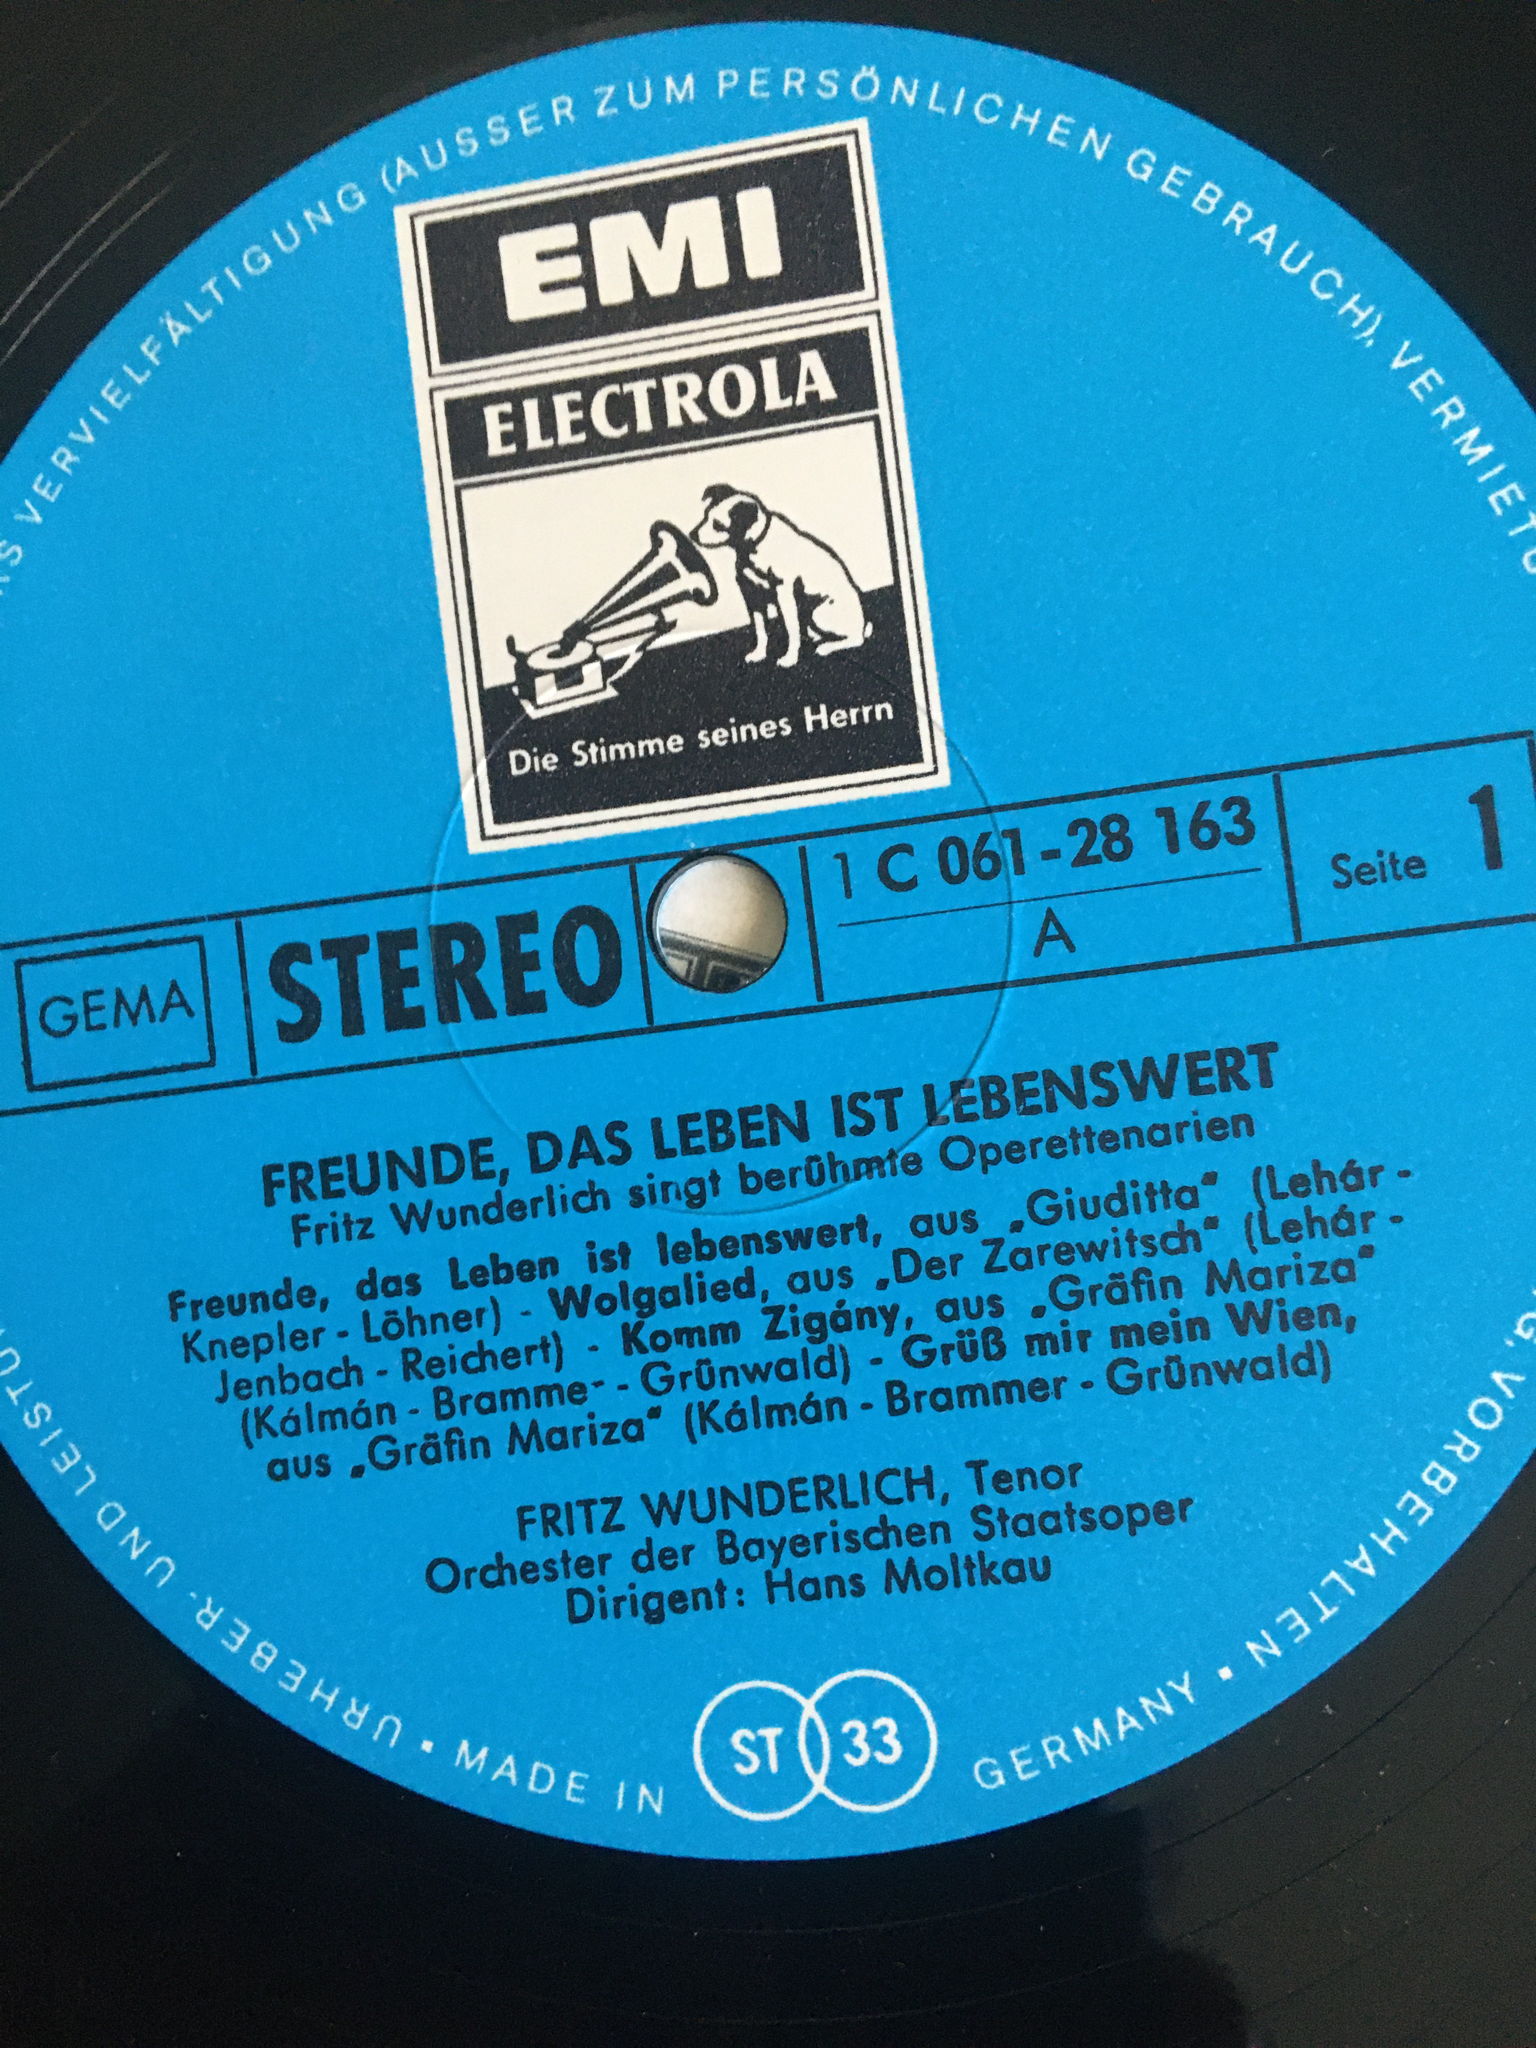 EMI
ELECTROLA
Die Stimme seines Herrn
GEMA
STEREO
1 C 061-28 163
A
Seite 1
FREUNDE, DAS LEBEN IST LEBENSWERT
Fritz Wunderlich singt berühmte Operettenarien
Freunde, das Leben ist lebenswert, aus „Giuditta“ (Lehár -
Knepler - Löhner) - Wolgalied, aus „Der Zarewitsch“ (Lehár -
Jenbach - Reichert) - Komm Zigány, aus „Gräfin Mariza“
(Kálmán - Brammer - Grünwald) - Grüß mir mein Wien,
aus „Gräfin Mariza“ (Kálmán - Brammer - Grünwald)
FRITZ WUNDERLICH, Tenor
Orchester der Bayerischen Staatsoper
Dirigent: Hans Moltkau
ST 33
MADE IN GERMANY
URHEBER- UND
VERVIELFÄLTIGUNG (AUSSER ZUM PERSÖNLICHEN GEBRAUCH),
VORBEHALTEN